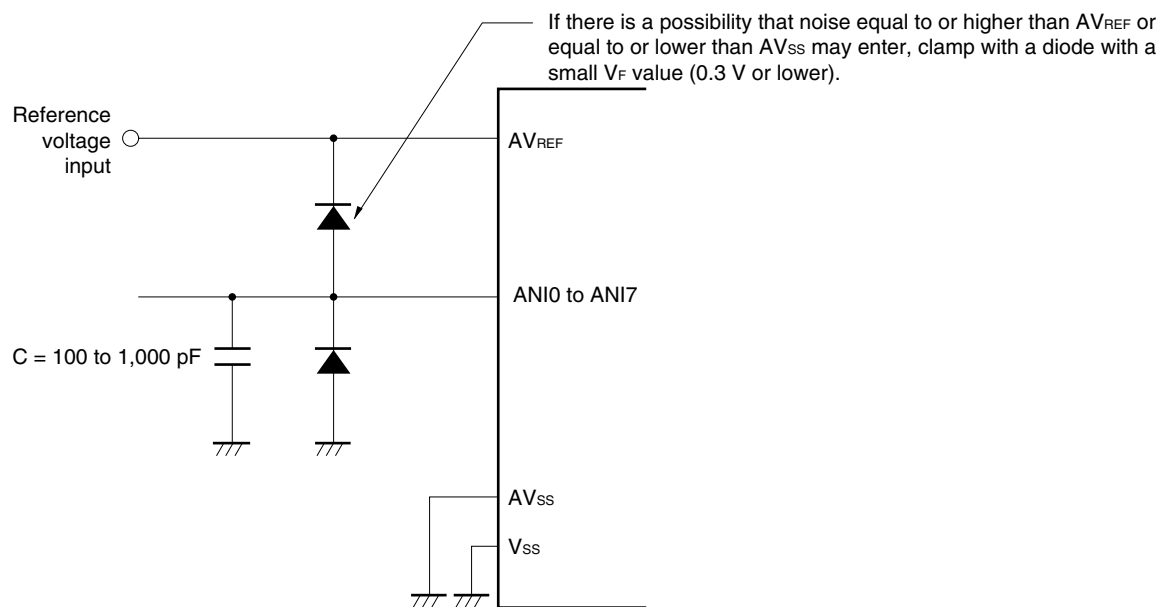 If there is a possibility that noise equal to or higher than AVREF or
equal to or lower than AVSS may enter, clamp with a diode with a
small VF value (0.3 V or lower).
Reference
voltage
input
AVREF
ANI0 to ANI7
C = 100 to 1,000 pF
AVSS
VSS